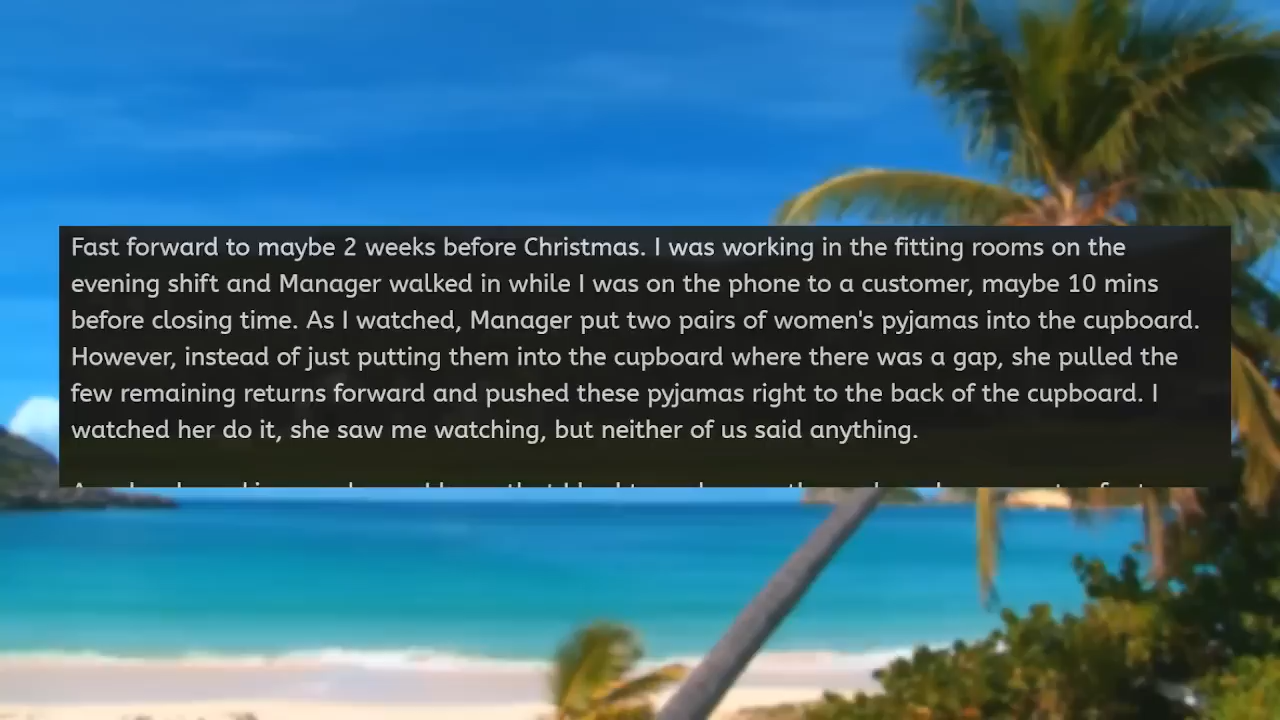 Fast forward to maybe 2 weeks before Christmas. I was working in the fitting rooms on the
evening shift and Manager walked in while I was on the phone to a customer, maybe 10 mins
before closing time. As I watched, Manager put two pairs of women's pyjamas into the cupboard.
However, instead of just putting them into the cupboard where there was a gap, she pulled the
few remaining returns forward and pushed these pyjamas right to the back of the cupboard. I
watched her do it, she saw me watching, but neither of us said anything.